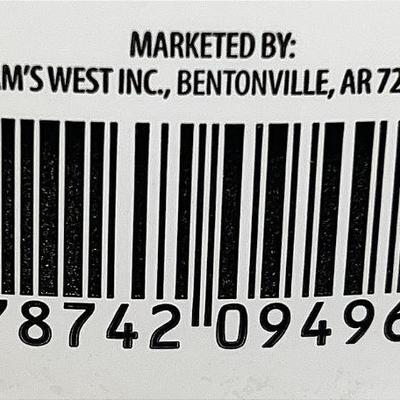 MARKETED BY:
M'S WEST INC., BENTONVILLE, AR 72
78742 09496